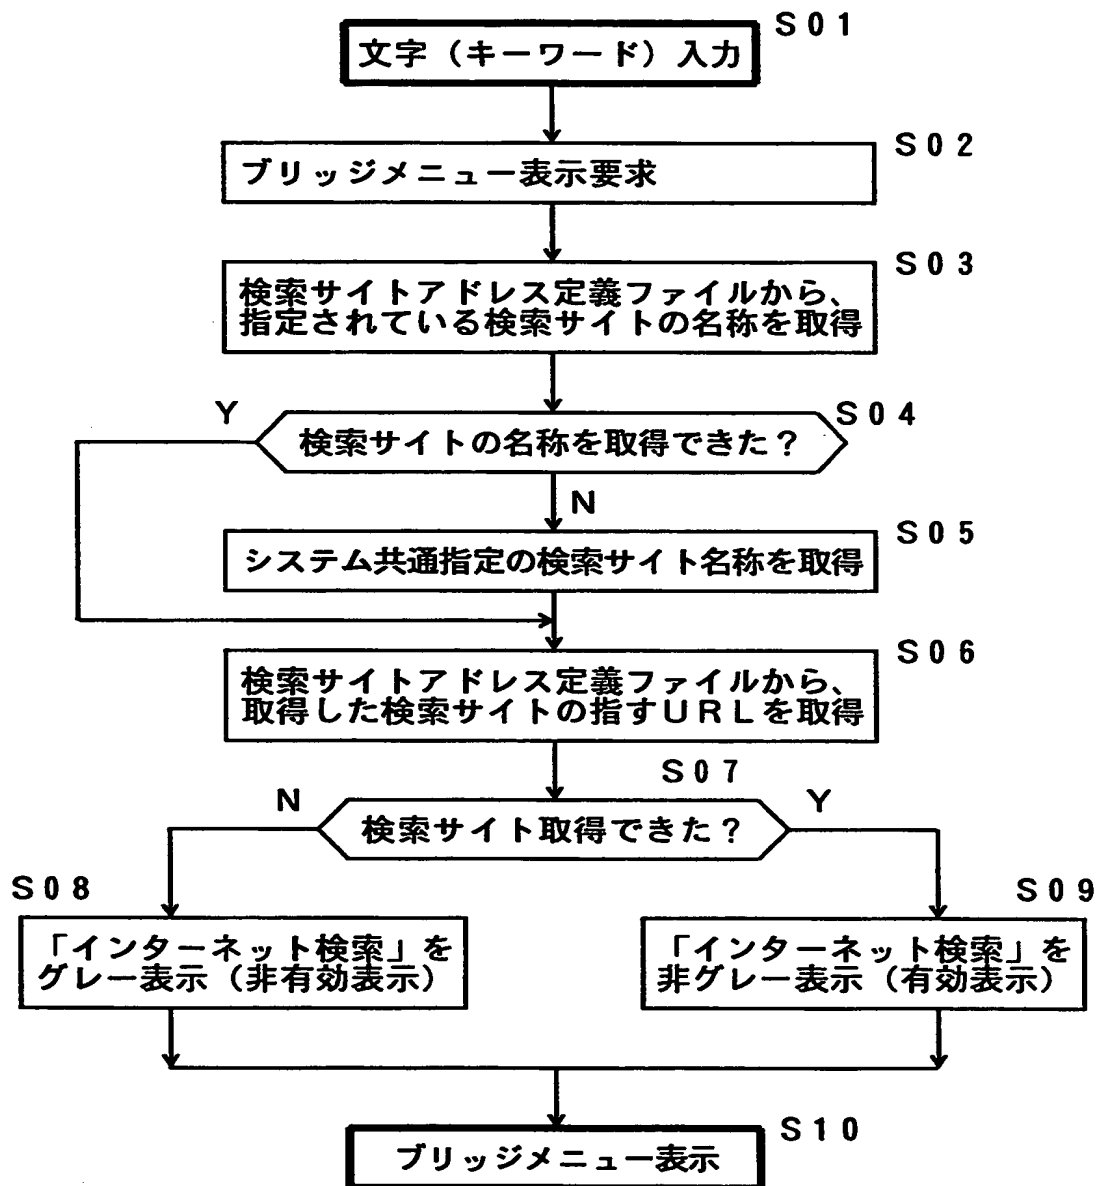 S01
文字（キーワード）入力
S02
ブリッジメニュー表示要求
S03
検索サイトアドレス定義ファイルから、
指定されている検索サイトの名称を取得
Y
S04
検索サイトの名称を取得できた？
N
S05
システム共通指定の検索サイト名称を取得
S06
検索サイトアドレス定義ファイルから、
取得した検索サイトの指すURLを取得
S07
N
Y
検索サイト取得できた？
S08
「インターネット検索」を
グレー表示（非有効表示）
S09
「インターネット検索」を
非グレー表示（有効表示）
S10
ブリッジメニュー表示